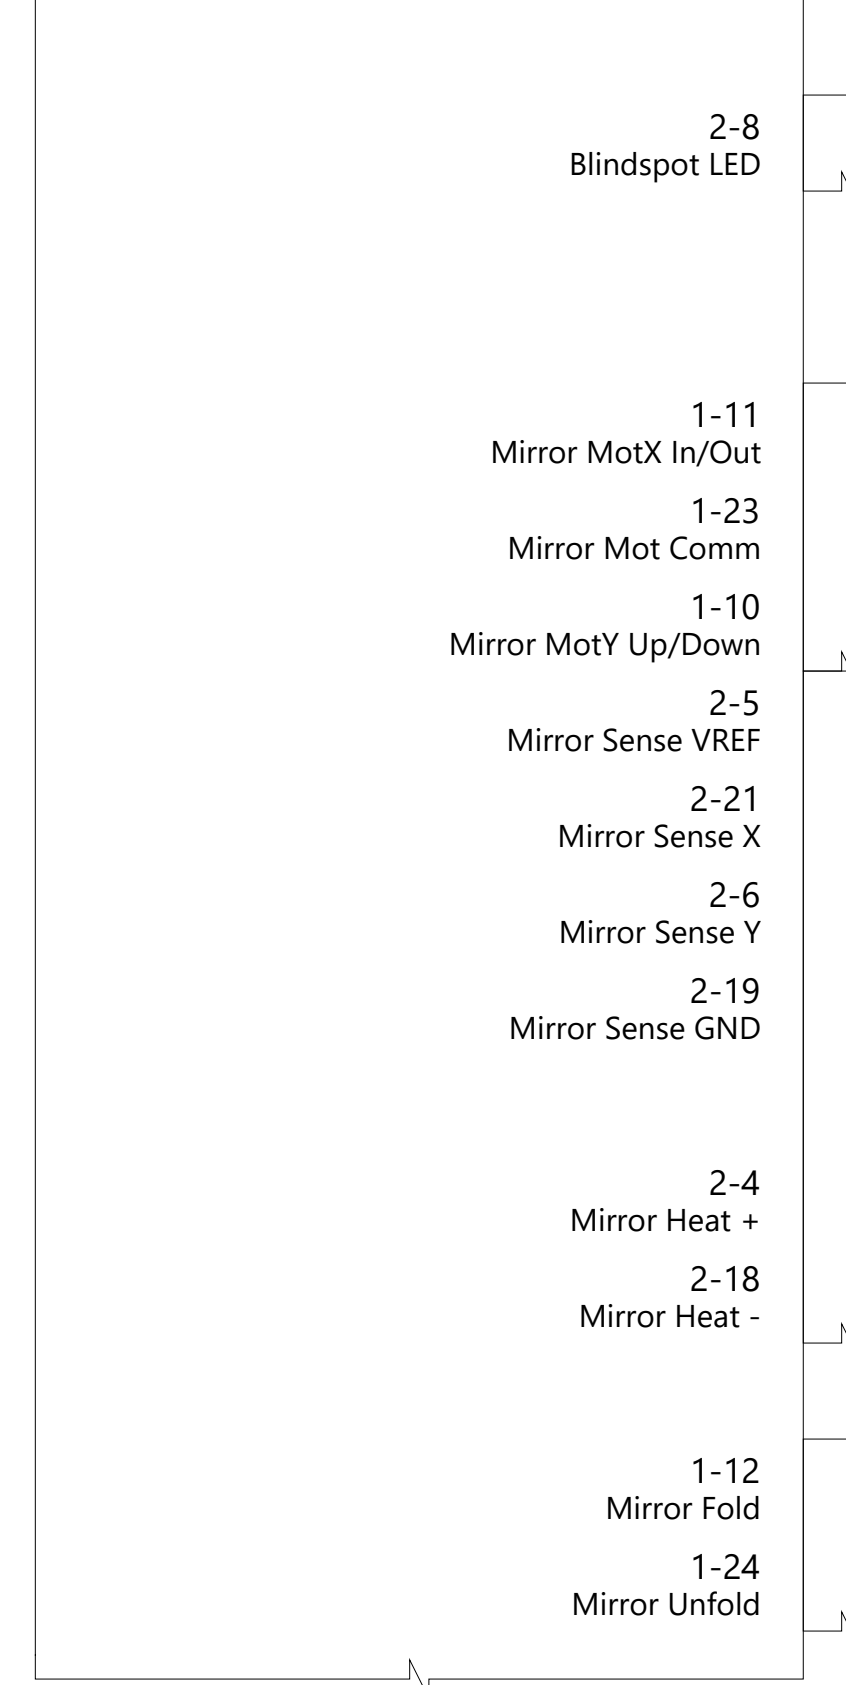 2-8
Blindspot LED
1-11
Mirror MotX In/Out
1-23
Mirror Mot Comm
1-10
Mirror MotY Up/Down
2-5
Mirror Sense VREF
2-21
Mirror Sense X
2-6
Mirror Sense Y
2-19
Mirror Sense GND
2-4
Mirror Heat +
2-18
Mirror Heat -
1-12
Mirror Fold
1-24
Mirror Unfold